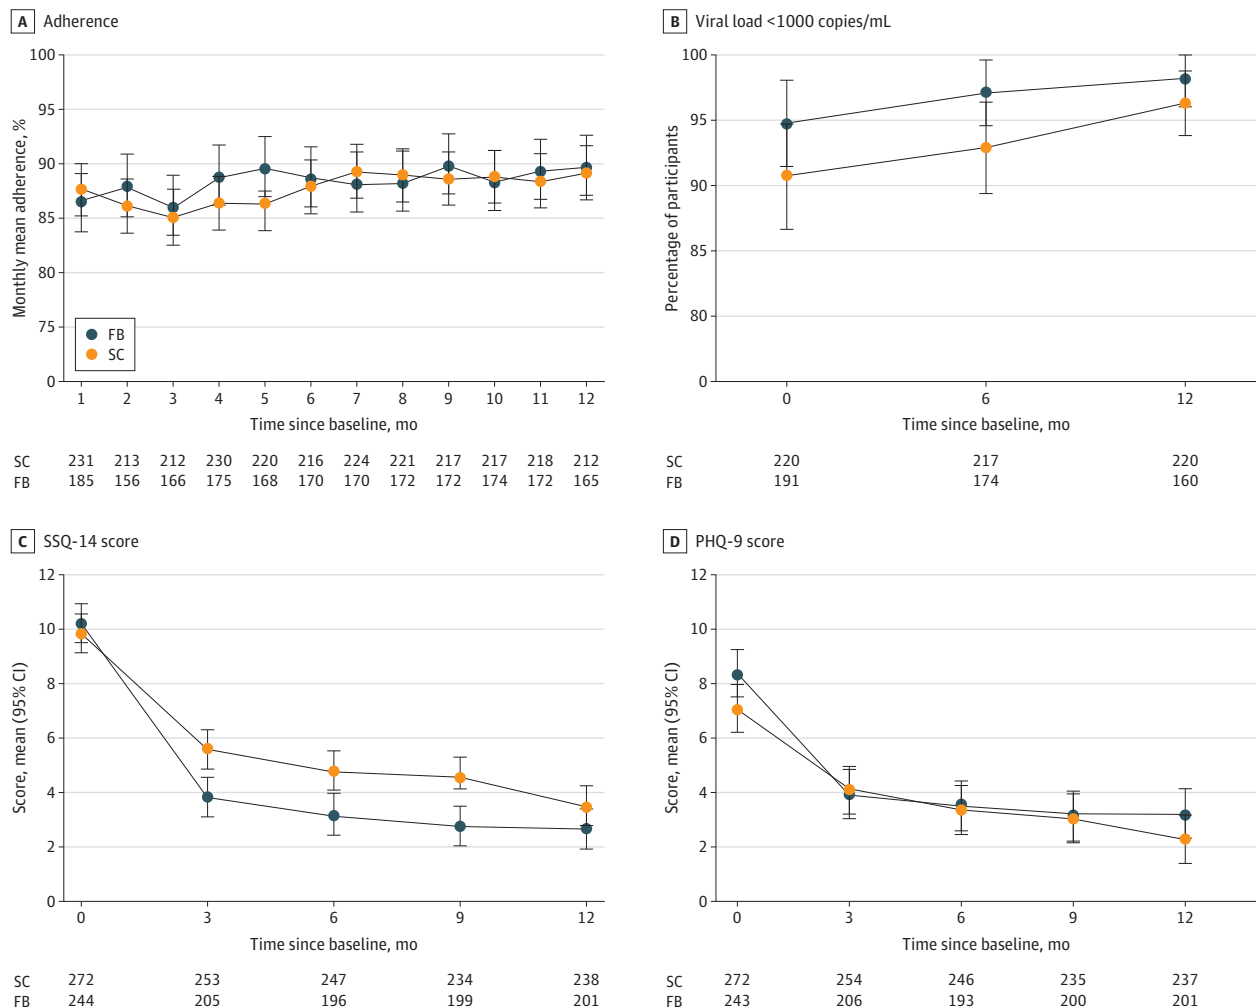 A Adherence
100
95
90
85
80
75
0
Monthly mean adherence, %
FB
SC
1 2 3 4 5 6 7 8 9 10 11 12
Time since baseline, mo
SC 231 213 212 230 220 216 224 221 217 217 218 212
FB 185 156 166 175 168 170 170 172 172 174 172 165
B Viral load <1000 copies/mL
100
95
90
85
80
0
Percentage of participants
0 6 12
Time since baseline, mo
SC 220 217 220
FB 191 174 160
C SSQ-14 score
12
10
8
6
4
2
0
Score, mean (95% CI)
0 3 6 9 12
Time since baseline, mo
SC 272 253 247 234 238
FB 244 205 196 199 201
D PHQ-9 score
12
10
8
6
4
2
0
Score, mean (95% CI)
0 3 6 9 12
Time since baseline, mo
SC 272 254 246 235 237
FB 243 206 193 200 201